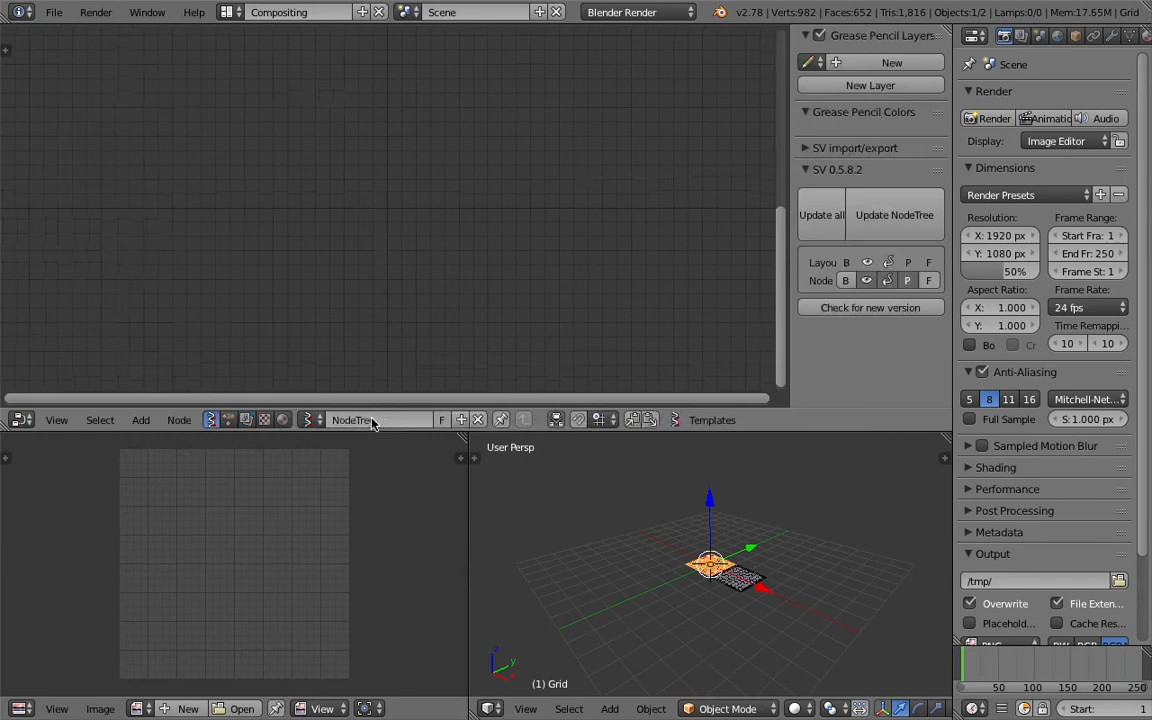 File Render Window Help Compositing Scene Blender Render v2.78 | Verts:982 | Faces:652 | Tris:1,816 | Objects:1/2 | Lamps:0/0 | Mem:17.65M | Grid
Grease Pencil Layers
New
New Layer
Grease Pencil Colors
SV import/export
SV 0.5.8.2
Update all Update NodeTree
Layou B P F
Node B P F
Check for new version
Scene
Render
Render Animatic Audio
Display: Image Editor
Dimensions
Render Presets
Resolution: Frame Range:
X: 1920 px Start Fra: 1
Y: 1080 px End Fr: 250
50% Frame St: 1
Aspect Ratio: Frame Rate:
X: 1.000 24 fps
Y: 1.000 Time Remappi...
Bo Cr 10 10
Anti-Aliasing
5 8 11 16 Mitchell-Net...
Full Sample S: 1.000 px
Sampled Motion Blur
Shading
Performance
Post Processing
Metadata
Output
/tmp/
Overwrite File Exten...
Placehold... Cache Res...
PNG BW RGB RGBA
View Select Add Node NodeTree F Templates
User Persp
z
y
x
(1) Grid
View Image New Open View
View Select Add Object Object Mode
0 50 100 150 200 250
Start: 1